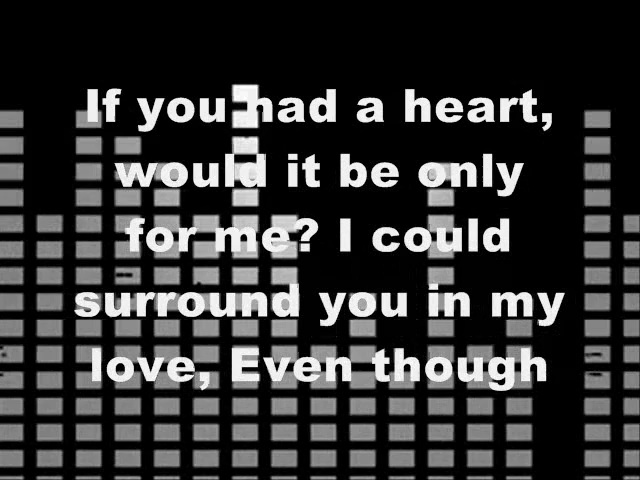 If you had a heart,
would it be only
for me? I could
surround you in my
love, Even though